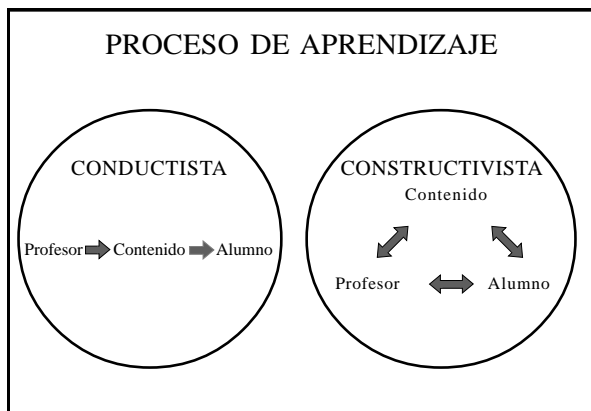 PROCESO DE APRENDIZAJE
CONDUCTISTA
Profesor Contenido Alumno
CONSTRUCTIVISTA
Contenido
Profesor Alumno